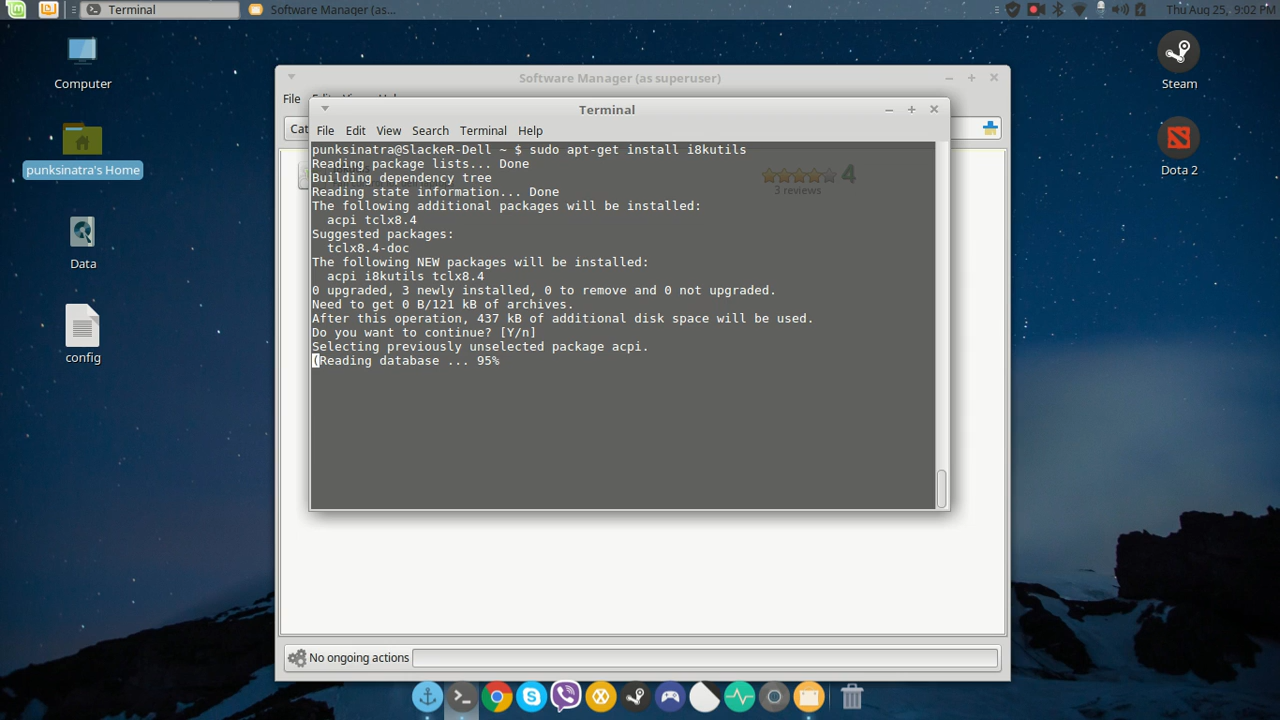 Terminal
Software Manager (as...
Thu Aug 25, 9:02 PM
Computer
punksinatra's Home
Data
config
Steam
Dota 2
Software Manager (as superuser)
File
Cat
3 reviews
4
Terminal
File Edit View Search Terminal Help
punksinatra@SlackeR-Dell ~ $ sudo apt-get install i8kutils
Reading package lists... Done
Building dependency tree
Reading state information... Done
The following additional packages will be installed:
acpi tclx8.4
Suggested packages:
tclx8.4-doc
The following NEW packages will be installed:
acpi i8kutils tclx8.4
0 upgraded, 3 newly installed, 0 to remove and 0 not upgraded.
Need to get 0 B/121 kB of archives.
After this operation, 437 kB of additional disk space will be used.
Do you want to continue? [Y/n]
Selecting previously unselected package acpi.
(Reading database ... 95%
No ongoing actions